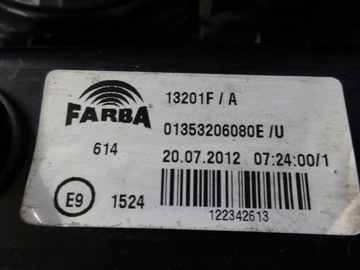 FARBA
13201F / A
01353206080E /U
614
20.07.2012 07:24:00/1
E9
1524
122342613